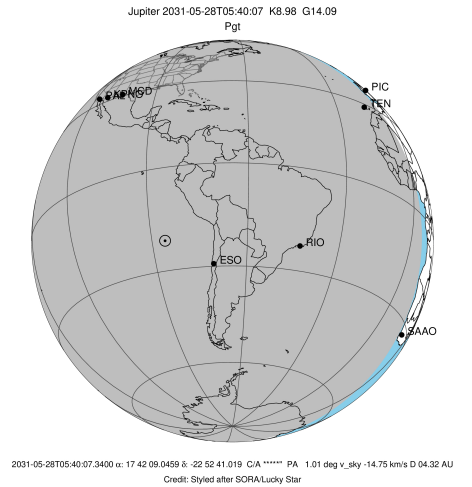 Jupiter 2031-05-28T05:40:07 K8.98 G14.09
Pgt
PIC
TEN
MCD
RIO
ESO
SAAO
2031-05-28T05:40:07.3400 α: 17 42 09.0459 δ: -22 52 41.019 C/A *****" PA 1.01 deg v_sky -14.75 km/s D 04.32 AU
Credit: Styled after SORA/Lucky Star